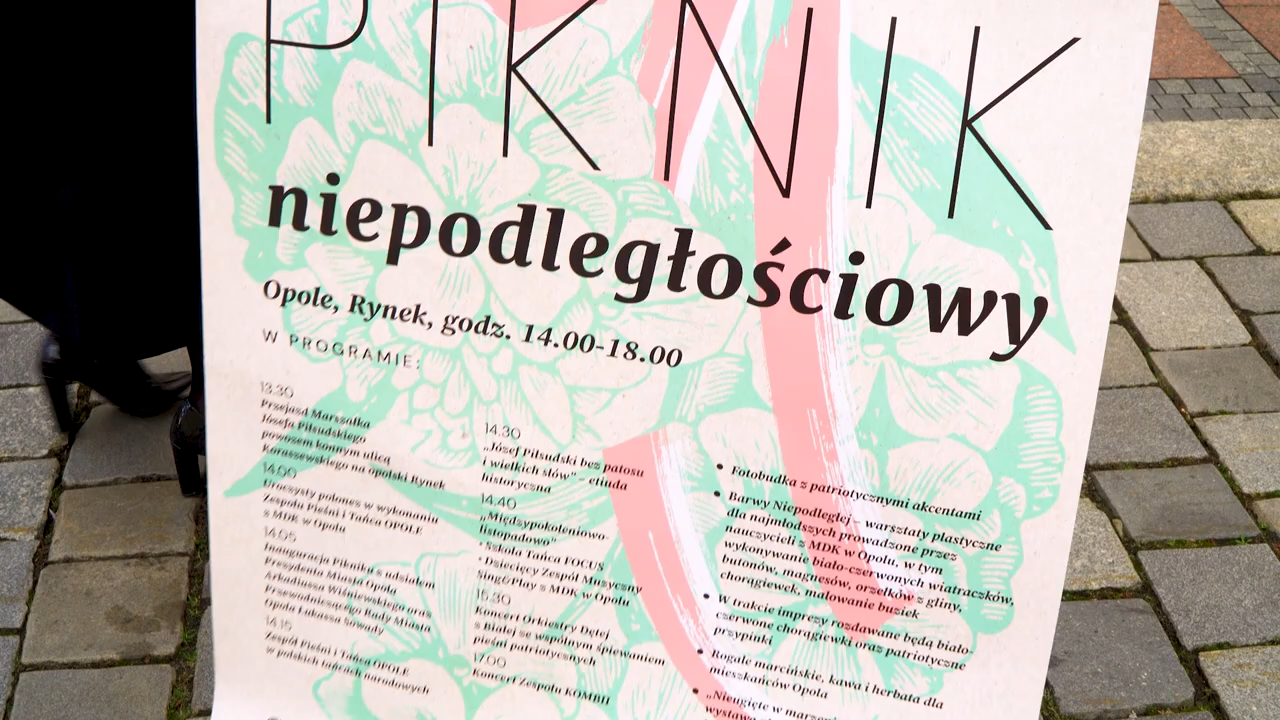 PIKNIK
niepodległościowy
Opole, Rynek, godz. 14.00-18.00
W PROGRAMIE:
13.30
Przejazd Marszałka
Józefa Piłsudskiego
powozem konnym ulicą
Koraszewskiego na opolski Rynek
14.00
Uroczysty polonez w wykonaniu
Zespołu Pieśni i Tańca OPOLE
z MDK w Opolu
14.05
Inauguracja Pikniku z udziałem
Prezydenta Miasta Opola
Arkadiusza Wiśniewskiego oraz
Przewodniczącego Rady Miasta
Opola Łukasza Sowady
14.15
Zespół Pieśni i Tańca OPOLE
w polskich tańcach narodowych
14.30
„Józef Piłsudski bez patosu
i wielkich słów” – etiuda
historyczna
14.40
„Międzypokoleniowo
listopadowo”
Szkoła Tańca FOCUS
Dziecięcy Zespół Muzyczny
Sing&Play z MDK w Opolu
15.30
Koncert Orkiestry Dętej
z Białej ze wspólnym śpiewaniem
pieśni patriotycznych
17.00
Koncert Zespołu KOMBII
• Fotobudka z patriotycznymi akcentami
• Barwy Niepodległej – warsztaty plastyczne
dla najmłodszych prowadzone przez
nauczycieli z MDK w Opolu, w tym
wykonywanie biało-czerwonych wiatraczków,
butonów, magnesów, orzełków z gliny,
chorągiewek, malowanie buziek
• W trakcie imprezy rozdawane będą biało-
czerwone chorągiewki oraz patriotyczne
przypinki
• Rogale marcińskie, kawa i herbata dla
mieszkańców Opola
• „Nieugięte w
wystawa